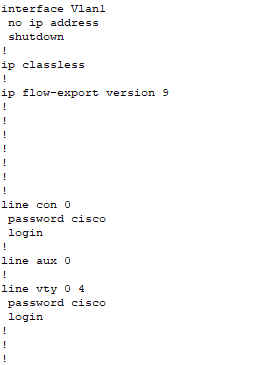 interface Vlan1
 no ip address
 shutdown
!
ip classless
!
ip flow-export version 9
!
!
!
!
!
!
!
line con 0
 password cisco
 login
!
line aux 0
!
line vty 0 4
 password cisco
 login
!
!
!